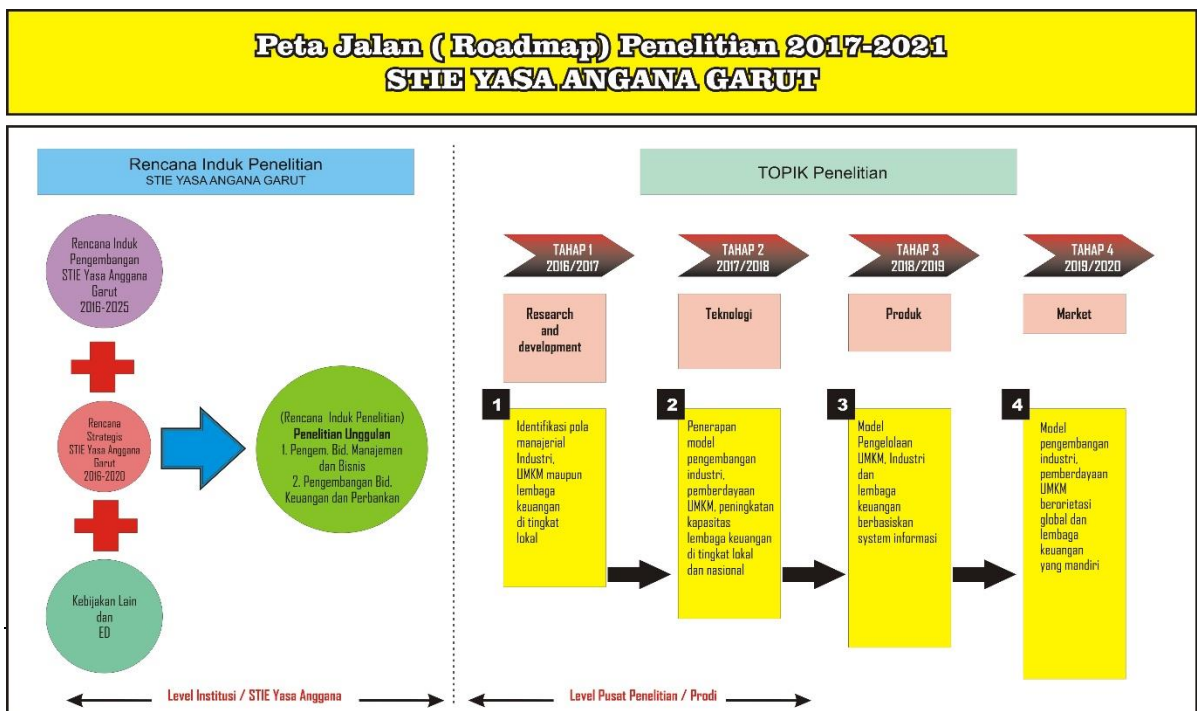 Peta Jalan ( Roadmap) Penelitian 2017-2021
STIE YASA ANGANA GARUT
Rencana Induk Penelitian
STIE YASA ANGANA GARUT
Rencana Induk
Pengembangan
STIE Yasa Anggana
Garut
2016-2025
Rencana
Strategis
STIE Yasa Anggana
Garut
2016-2020
Kebijakan Lain
dan
ED
(Rencana Induk Penelitian)
Penelitian Unggulan
1. Pengem. Bid. Manajemen
dan Bisnis
2. Pengembangan Bid.
Keuangan dan Perbankan
Level Institusi / STIE Yasa Anggana
TOPIK Penelitian
TAHAP 1
2016/2017
Research
and
development
1
Identifikasi pola
manajerial
Industri,
UMKM maupun
lembaga
keuangan
di tingkat
lokal
TAHAP 2
2017/2018
Teknologi
2
Penerapan
model
pengembangan
industri,
pemberdayaan
UMKM, peningkatan
kapasitas
lembaga keuangan
di tingkat lokal
dan nasional
TAHAP 3
2018/2019
Produk
3
Model
Pengelolaan
UMKM, Industri
dan
lembaga
keuangan
berbasiskan
system informasi
TAHAP 4
2019/2020
Market
4
Model
pengembangan
industri,
pemberdayaan
UMKM
berorietasi
global dan
lembaga
keuangan
yang mandiri
Level Pusat Penelitian / Prodi